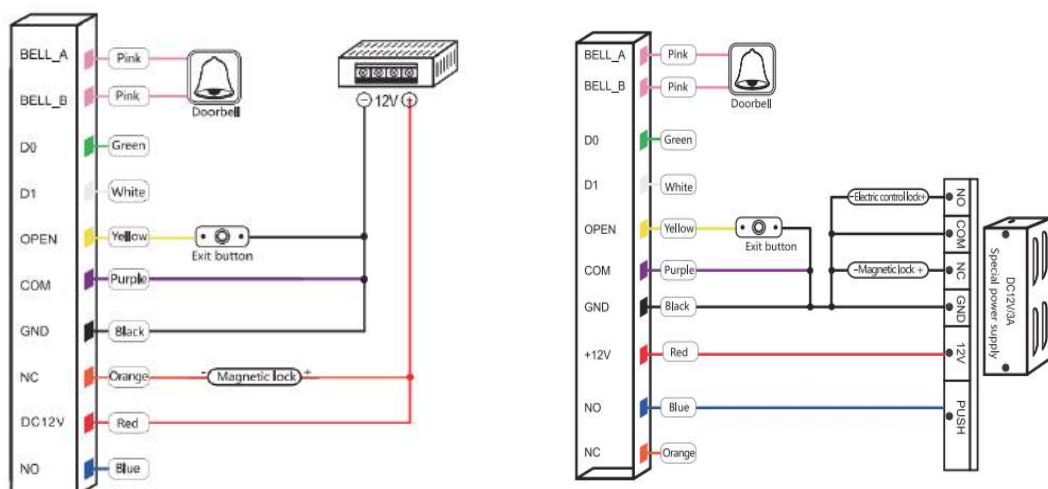 BELL_A
Pink
BELL_B
Pink
Doorbell
12V
D0
Green
D1
White
OPEN
Yellow
Exit button
COM
Purple
GND
Black
NC
Orange
- Magnetic lock +
DC12V
Red
NO
Blue
BELL_A
Pink
BELL_B
Pink
Doorbell
D0
Green
D1
White
OPEN
Yellow
Exit button
COM
Purple
GND
Black
+12V
Red
NO
Blue
NC
Orange
-Electric control lock+
-Magnetic lock +
NO
COM
NC
GND
12V
PUSH
DC12V/3A
Special power supply